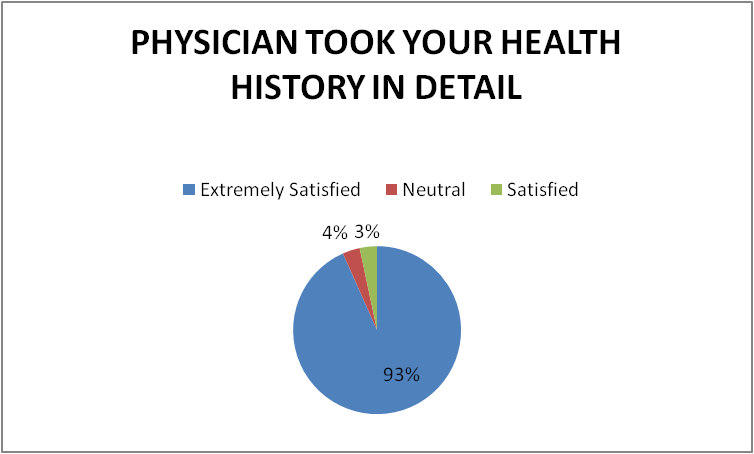 PHYSICIAN TOOK YOUR HEALTH
HISTORY IN DETAIL
Extremely Satisfied Neutral Satisfied
4% 3%
93%